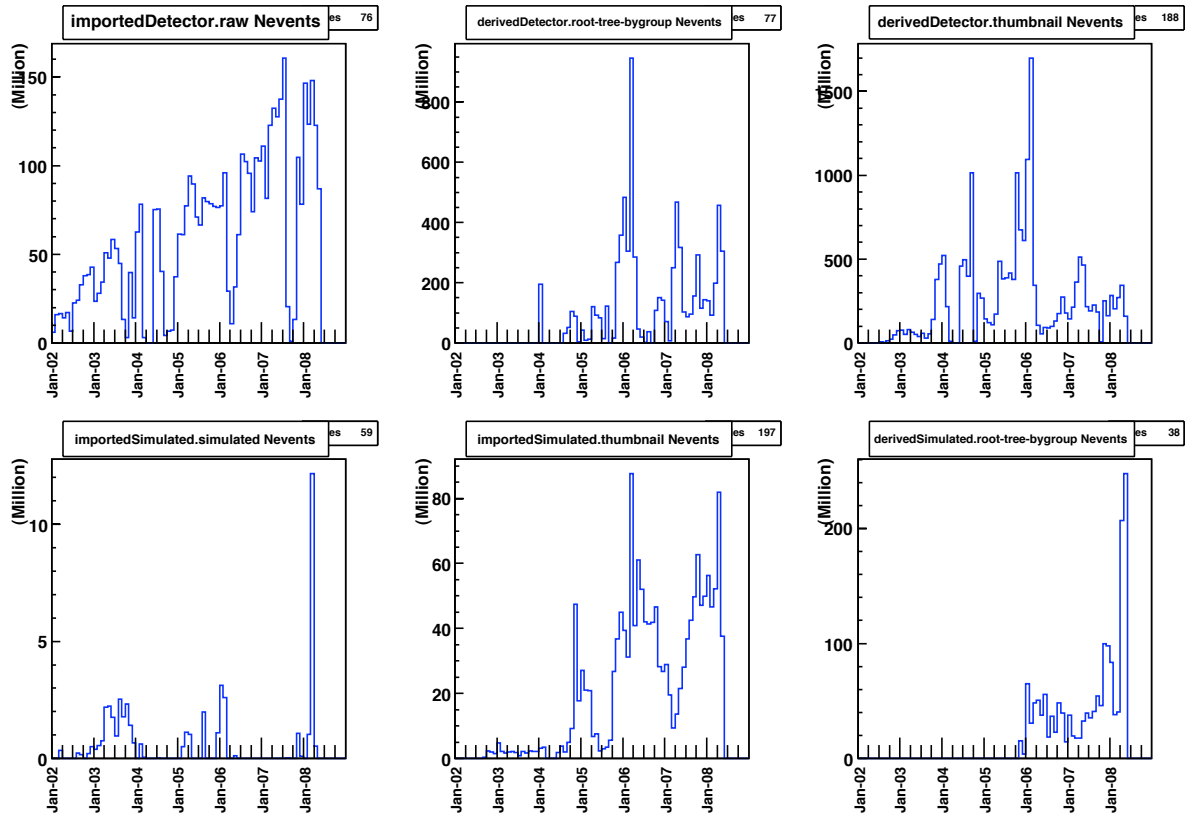 importedDetector.raw Nevents
es 76
(Million)
150
100
50
0
Jan-02
Jan-03
Jan-04
Jan-05
Jan-06
Jan-07
Jan-08
derivedDetector.root-tree-bygroup Nevents
es 77
(Million)
800
600
400
200
0
Jan-02
Jan-03
Jan-04
Jan-05
Jan-06
Jan-07
Jan-08
derivedDetector.thumbnail Nevents
es 188
(Million)
1500
1000
500
0
Jan-02
Jan-03
Jan-04
Jan-05
Jan-06
Jan-07
Jan-08
importedSimulated.simulated Nevents
es 59
(Million)
10
5
0
Jan-02
Jan-03
Jan-04
Jan-05
Jan-06
Jan-07
Jan-08
importedSimulated.thumbnail Nevents
es 197
(Million)
80
60
40
20
0
Jan-02
Jan-03
Jan-04
Jan-05
Jan-06
Jan-07
Jan-08
derivedSimulated.root-tree-bygroup Nevents
es 38
(Million)
200
100
0
Jan-02
Jan-03
Jan-04
Jan-05
Jan-06
Jan-07
Jan-08